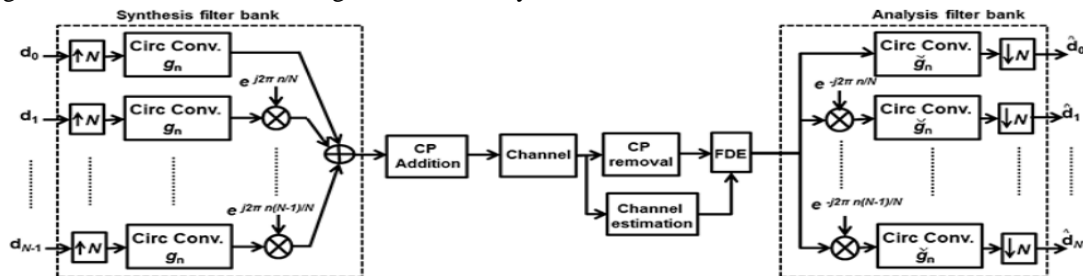 Synthesis filter bank
Analysis filter bank
d0
↑N
Circ Conv.
gn
e j2π n/N
d1
↑N
Circ Conv.
gn
e j2π n(N-1)/N
dN-1
↑N
Circ Conv.
gn
CP
Addition
Channel
CP
removal
FDE
Channel
estimation
Circ Conv.
ğn
↓N
d̂0
e -j2π n/N
Circ Conv.
ğn
↓N
d̂1
e -j2π n(N-1)/N
Circ Conv.
ğn
↓N
d̂N